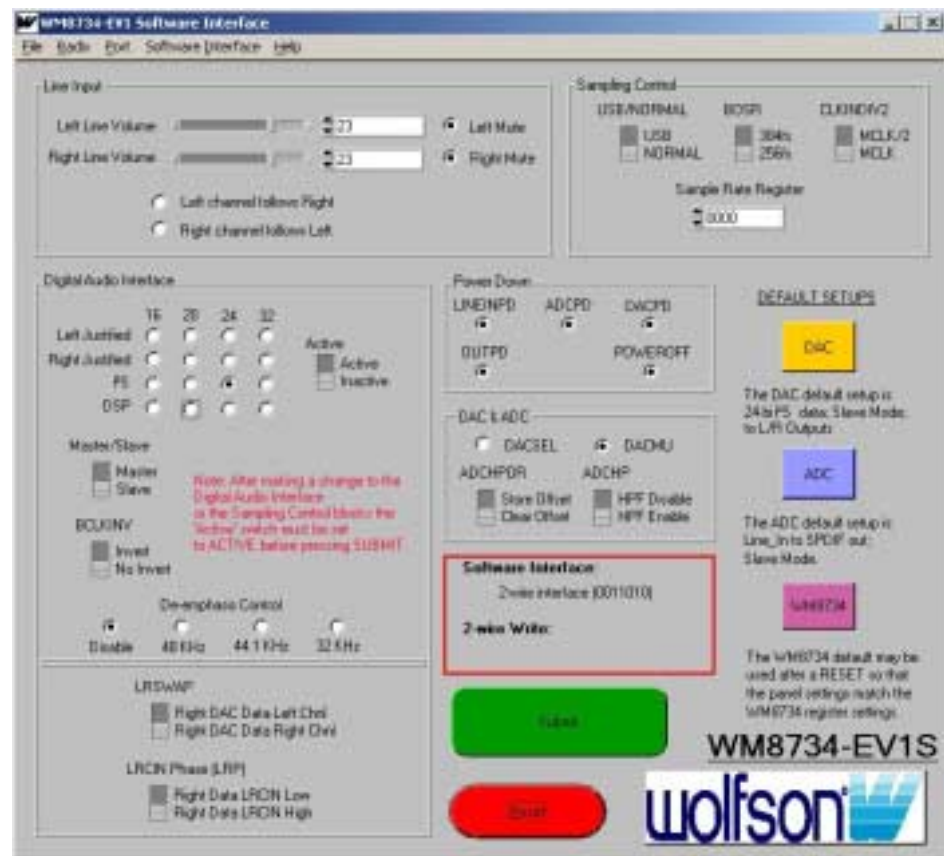 WM8734-EV1 Software Interface
File Radix Port Software Interface Help
Line Input
Left Line Volume 23 Left Mute
Right Line Volume 23 Right Mute
Left channel follows Right
Right channel follows Left
Sampling Control
USB/NORMAL BOSR CLKINDIV2
USB 384fs MCLK/2
NORMAL 256fs MCLK
Sample Rate Register
0000
Digital Audio Interface
16 20 24 32
Left Justified
Right Justified
I²S
DSP
Active
Active
Inactive
Master/Slave
Master
Slave
BCLKINV
Invert
No Invert
Note: After making a change to the
Digital Audio Interface
or the Sampling Control blocks the
'Active' switch must be set
to ACTIVE before pressing SUBMIT
De-emphasis Control
Disable 48 KHz 44.1 KHz 32 KHz
LRSWAP
Right DAC Data Left Chnl
Right DAC Data Right Chnl
LRCIN Phase (LRP)
Right Data LRCIN Low
Right Data LRCIN High
Power Down
LINEINPD ADCPD DACPD
OUTPD POWEROFF
DAC & ADC
DACSEL DACMU
ADCHPOR ADCHP
Store Offset HPF Disable
Clear Offset HPF Enable
Software Interface:
2-wire interface (0011010)
2-wire Write:
Submit
Reset
DEFAULT SETUPS
DAC
The DAC default setup is
24 bit I²S data; Slave Mode;
to L/R Outputs
ADC
The ADC default setup is
Line_In to SPDIF out;
Slave Mode.
WM8734
The WM8734 default may be
used after a RESET so that
the panel settings match the
WM8734 register settings.
WM8734-EV1S
wolfson